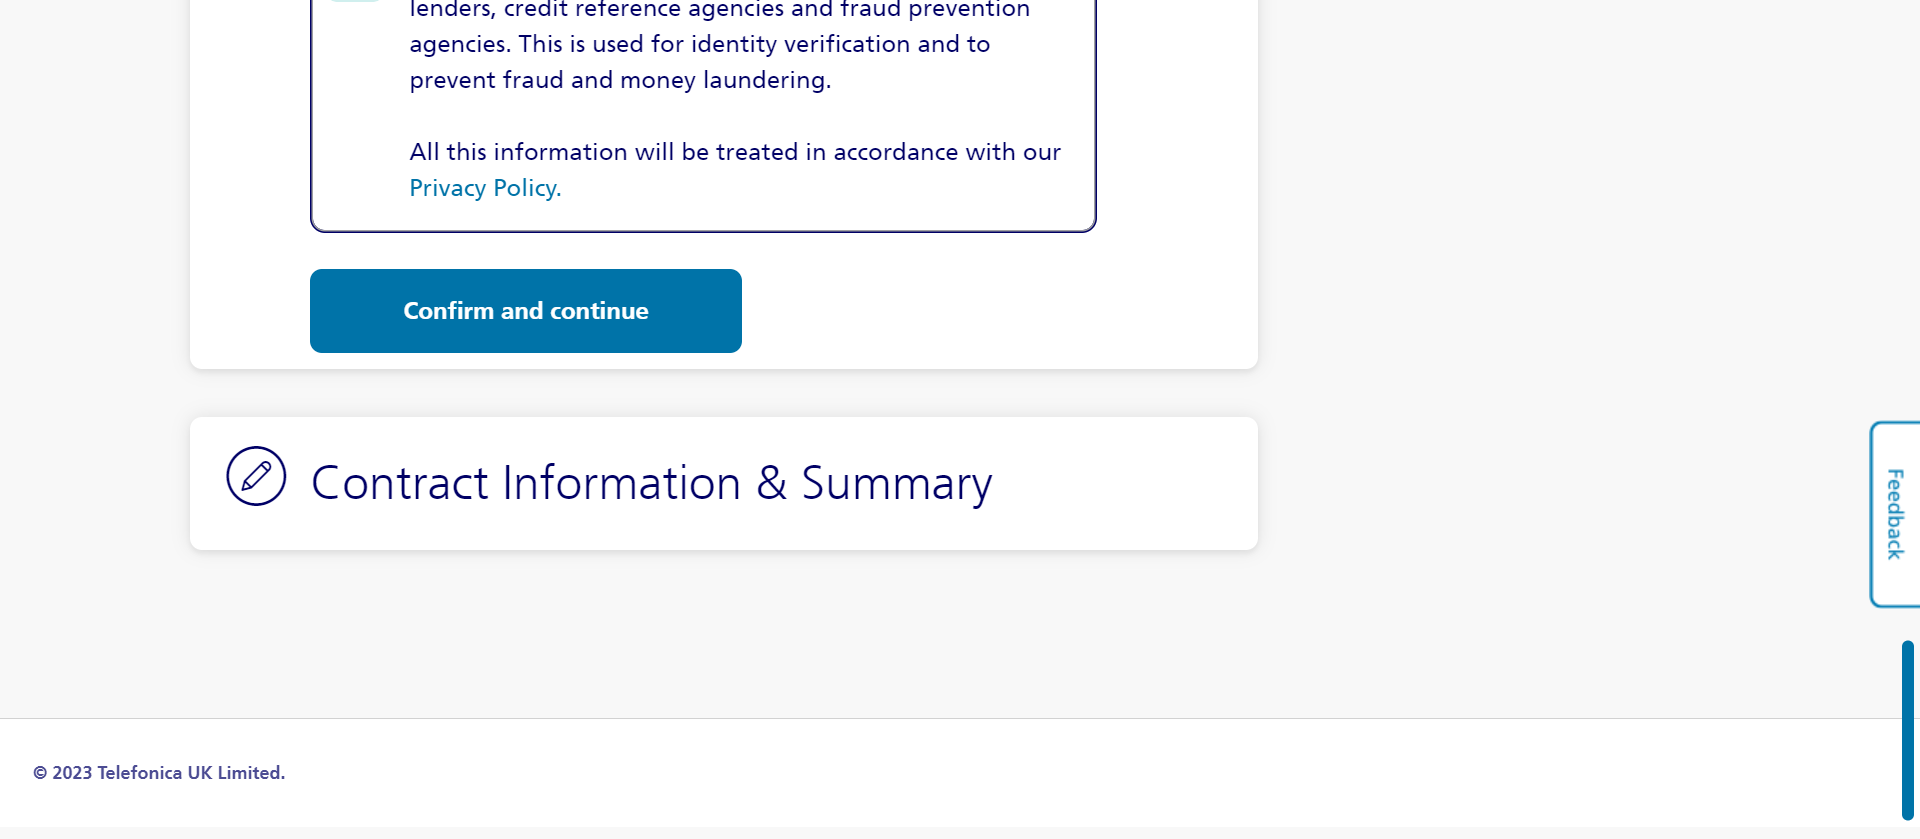 lenders, credit reference agencies and fraud prevention
agencies. This is used for identity verification and to
prevent fraud and money laundering.
All this information will be treated in accordance with our
Privacy Policy.
Confirm and continue
Contract Information & Summary
Feedback
© 2023 Telefonica UK Limited.